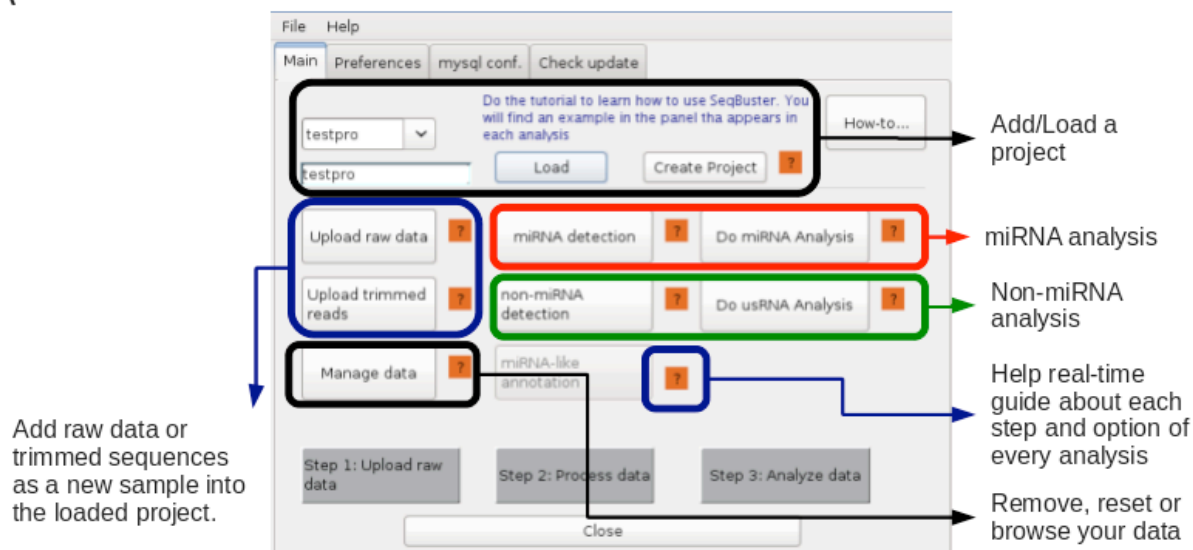 (
File Help
Main Preferences mysql conf. Check update
Do the tutorial to learn how to use SeqBuster. You
will find an example in the panel tha appears in
each analysis
testpro
How-to...
testpro
Load
Create Project
?
Add/Load a
project
Upload raw data
?
miRNA detection
?
Do miRNA Analysis
?
miRNA analysis
Upload trimmed
reads
?
non-miRNA
detection
?
Do usRNA Analysis
?
Non-miRNA
analysis
Manage data
?
miRNA-like
annotation
?
Help real-time
guide about each
step and option of
every analysis
Add raw data or
trimmed sequences
as a new sample into
the loaded project.
Step 1: Upload raw
data
Step 2: Process data
Step 3: Analyze data
Remove, reset or
browse your data
Close